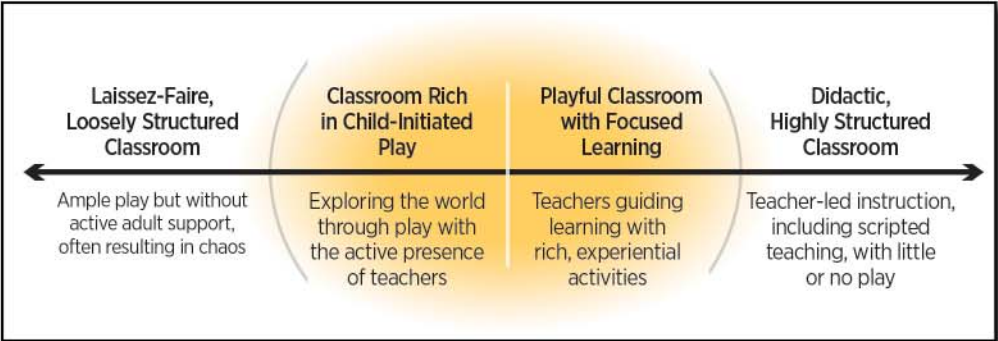 Laissez-Faire,
Loosely Structured
Classroom
Ample play but without
active adult support,
often resulting in chaos
Classroom Rich
in Child-Initiated
Play
Exploring the world
through play with
the active presence
of teachers
Playful Classroom
with Focused
Learning
Teachers guiding
learning with
rich, experiential
activities
Didactic,
Highly Structured
Classroom
Teacher-led instruction,
including scripted
teaching, with little
or no play